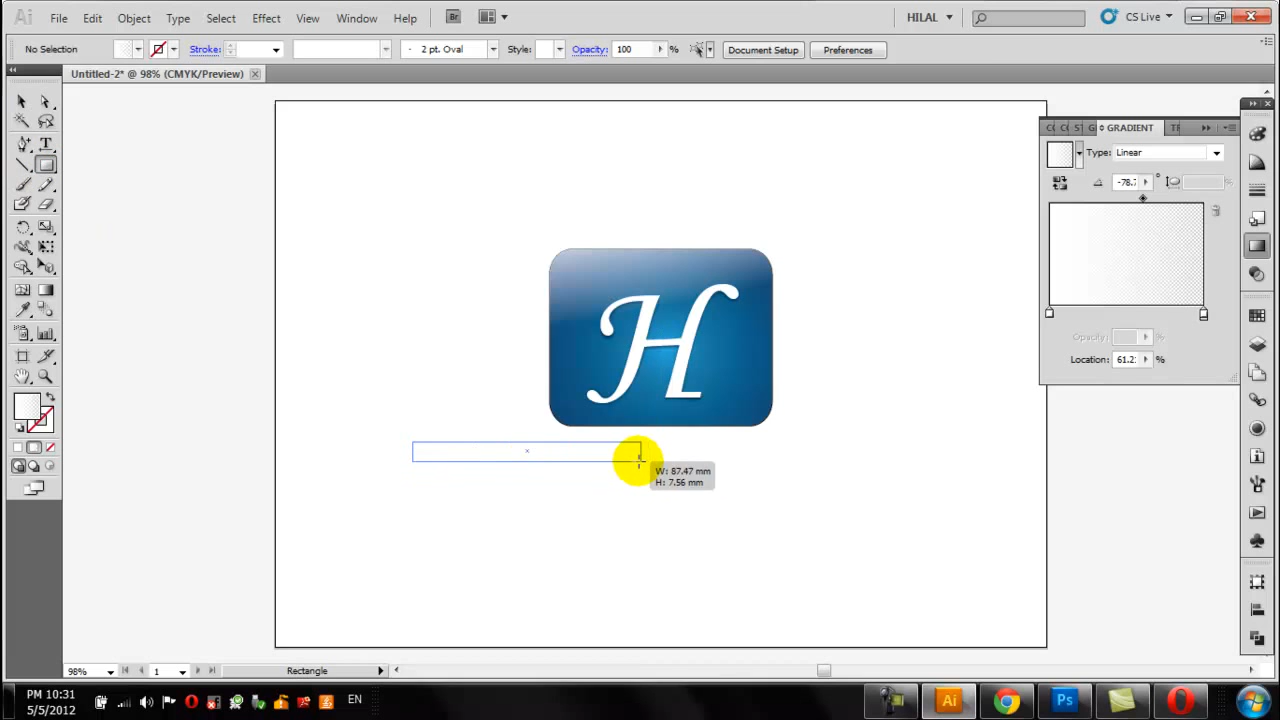 Ai File Edit Object Type Select Effect View Window Help Br HILAL CS Live
No Selection Stroke: 2 pt. Oval Style: Opacity: 100 % Document Setup Preferences
Untitled-2* @ 98% (CMYK/Preview)
GRADIENT
Type: Linear
-78.
°
%
H
Opacity: %
Location: 61.2 %
W: 87.47 mm
H: 7.56 mm
98% 1 Rectangle
PM 10:31
5/5/2012
EN
Ai
Ps